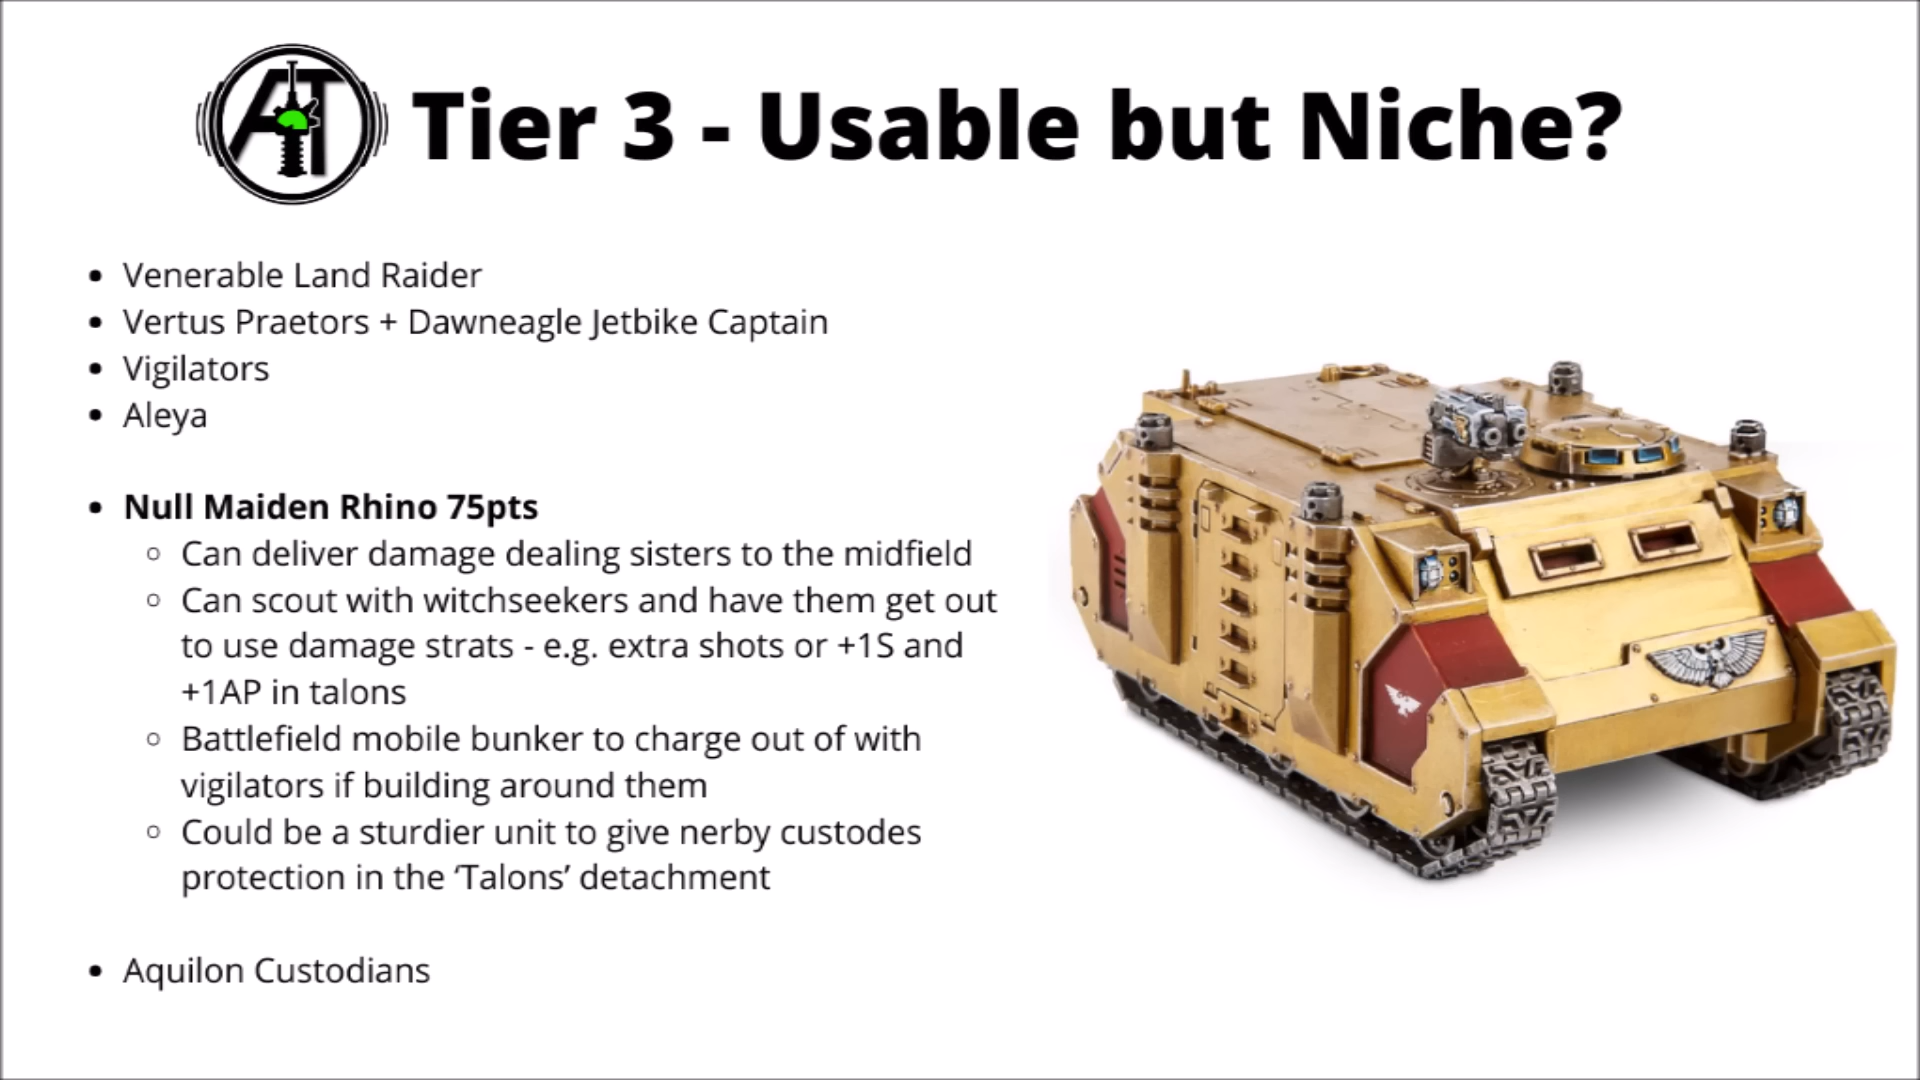 AT
Tier 3 - Usable but Niche?
• Venerable Land Raider
• Vertus Praetors + Dawneagle Jetbike Captain
• Vigilators
• Aleya
• Null Maiden Rhino 75pts
○ Can deliver damage dealing sisters to the midfield
○ Can scout with witchseekers and have them get out
to use damage strats - e.g. extra shots or +1S and
+1AP in talons
○ Battlefield mobile bunker to charge out of with
vigilators if building around them
○ Could be a sturdier unit to give nerby custodes
protection in the ‘Talons’ detachment
• Aquilon Custodians